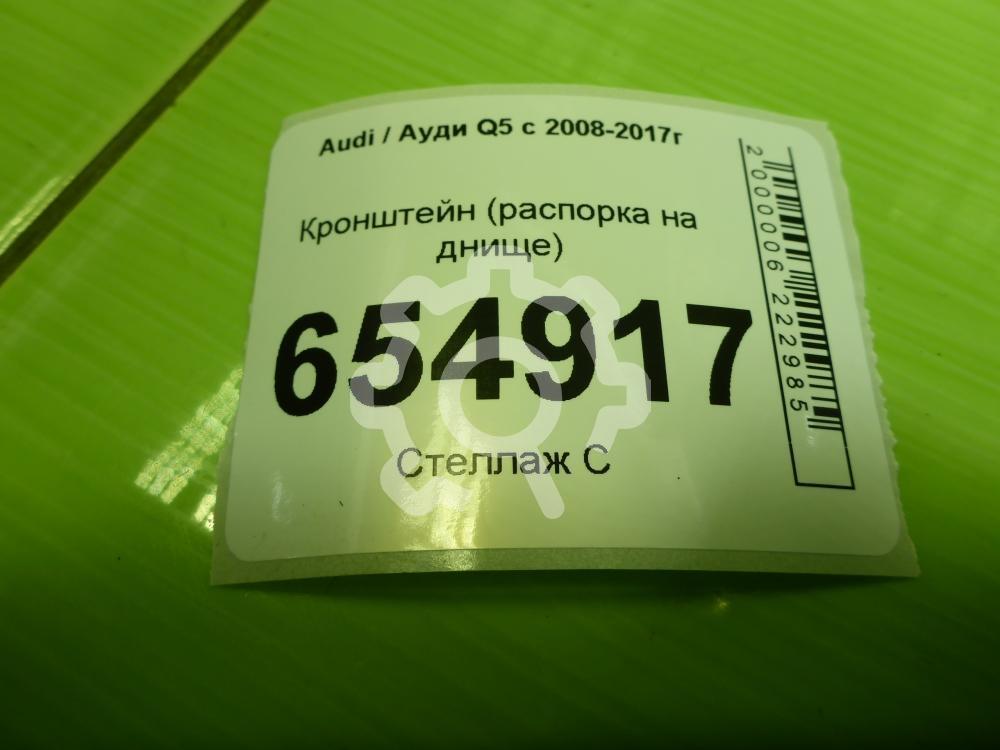 Audi / Ауди Q5 с 2008-2017г
Кронштейн (распорка на
днище)
654917
Стеллаж С
2000006222985